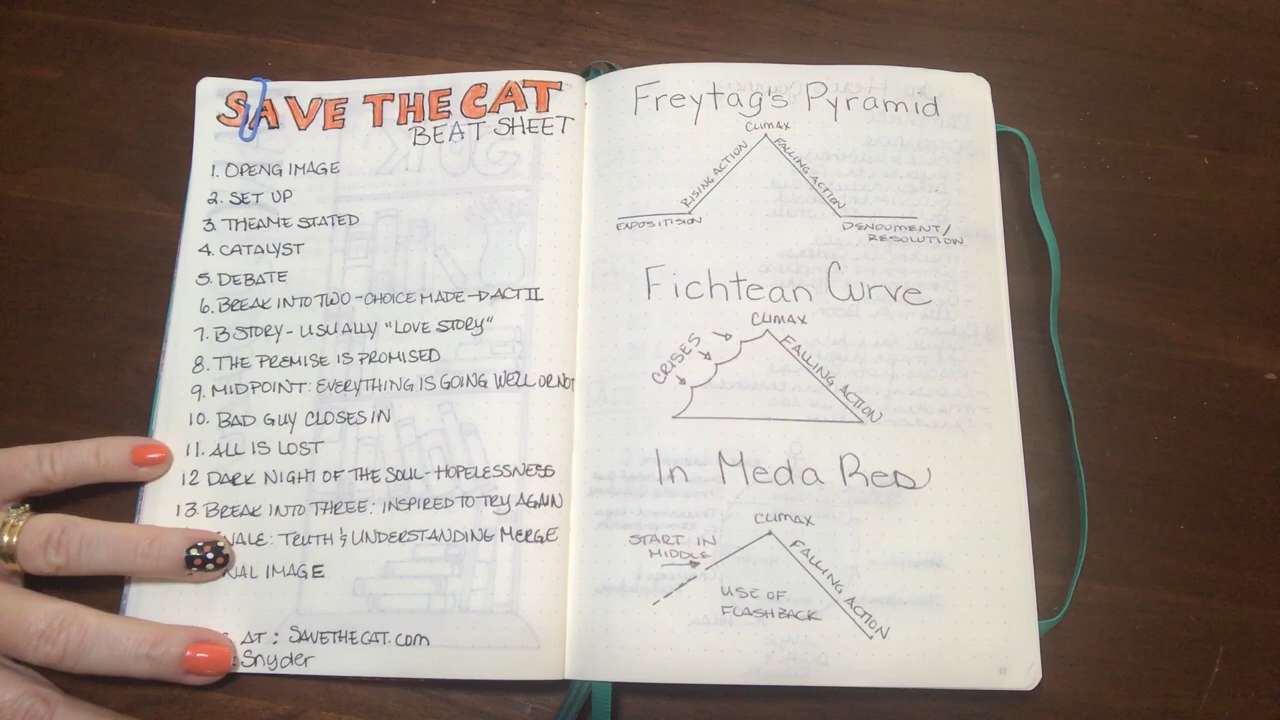 SAVE THE CAT
BEAT SHEET
1. OPENG IMAGE
2. SET UP
3. THEAME STATED
4. CATALYST
5. DEBATE
6. BREAK INTO TWO - CHOICE MADE → ACT II
7. B STORY - USUALLY "LOVE STORY"
8. THE PREMISE IS PROMISED
9. MIDPOINT: EVERYTHING IS GOING WELL OR NOT
10. BAD GUY CLOSES IN
11. ALL IS LOST
12 DARK NIGHT OF THE SOUL - HOPELESSNESS
13. BREAK INTO THREE: INSPIRED TO TRY AGAIN
NALE: TRUTH & UNDERSTANDING MERGE
NAL IMAGE
AT: SAVETHECAT.com
Snyder
Freytag's Pyramid
CLIMAX
RISING ACTION
FALLING ACTION
EXPOSITISION
DENOUMENT/
RESOLUTION
Fichtean Curve
CLIMAX
CRISES
FALLING ACTION
In Meda Res
CLIMAX
START IN
MIDDLE
FALLING ACTION
USE OF
FLASHBACK